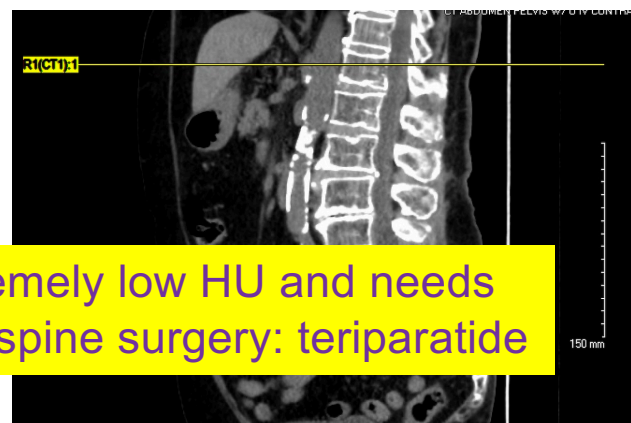 CT ABDOMEN PELVIS W/ O IV CONTRA
R1(CT1):1
emely low HU and needs
spine surgery: teriparatide
150 mm